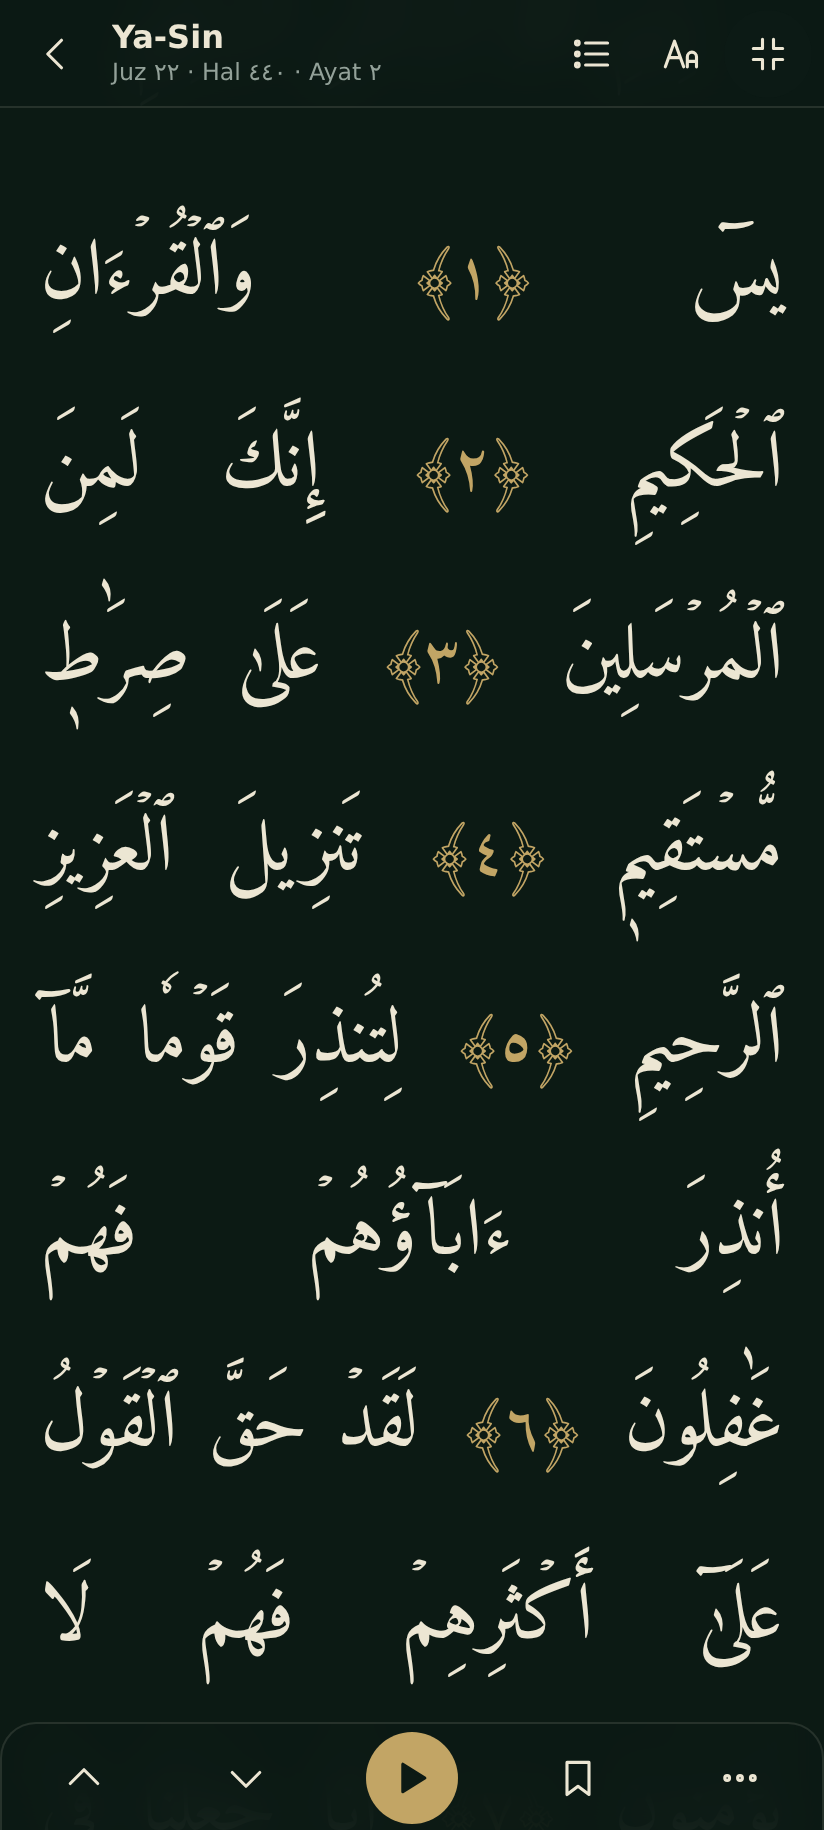 Ya-Sin
Juz ٢٢ · Hal ٤٤٠ · Ayat ٢
يسٓ ﴿١﴾ وَٱلۡقُرۡءَانِ
ٱلۡحَكِيمِ ﴿٢﴾ إِنَّكَ لَمِنَ
ٱلۡمُرۡسَلِينَ ﴿٣﴾ عَلَىٰ صِرَٰطٖ
مُّسۡتَقِيمٖ ﴿٤﴾ تَنزِيلَ ٱلۡعَزِيزِ
ٱلرَّحِيمِ ﴿٥﴾ لِتُنذِرَ قَوۡمٗا مَّآ
أُنذِرَ ءَابَآؤُهُمۡ فَهُمۡ
غَٰفِلُونَ ﴿٦﴾ لَقَدۡ حَقَّ ٱلۡقَوۡلُ
عَلَىٰٓ أَكۡثَرِهِمۡ فَهُمۡ لَا